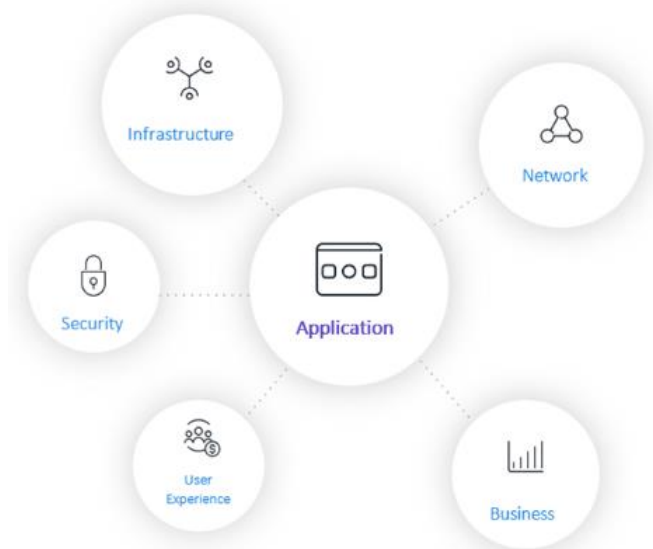 Infrastructure
Network
Application
Security
User
Experience
Business